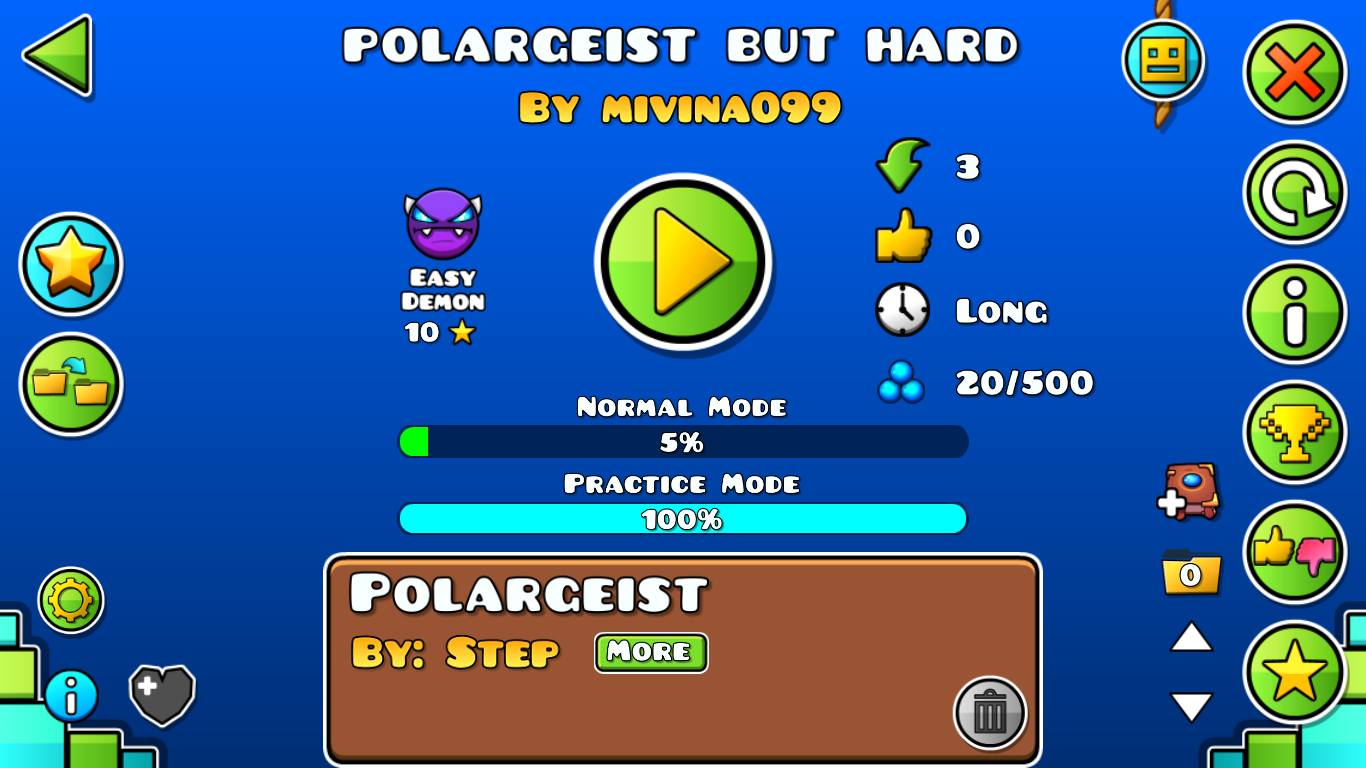 POLARGEIST BUT HARD
BY MIVINA099
3
0
EASY
DEMON
10
LONG
20/500
NORMAL MODE
5%
PRACTICE MODE
100%
POLARGEIST
BY: STEP
MORE
0